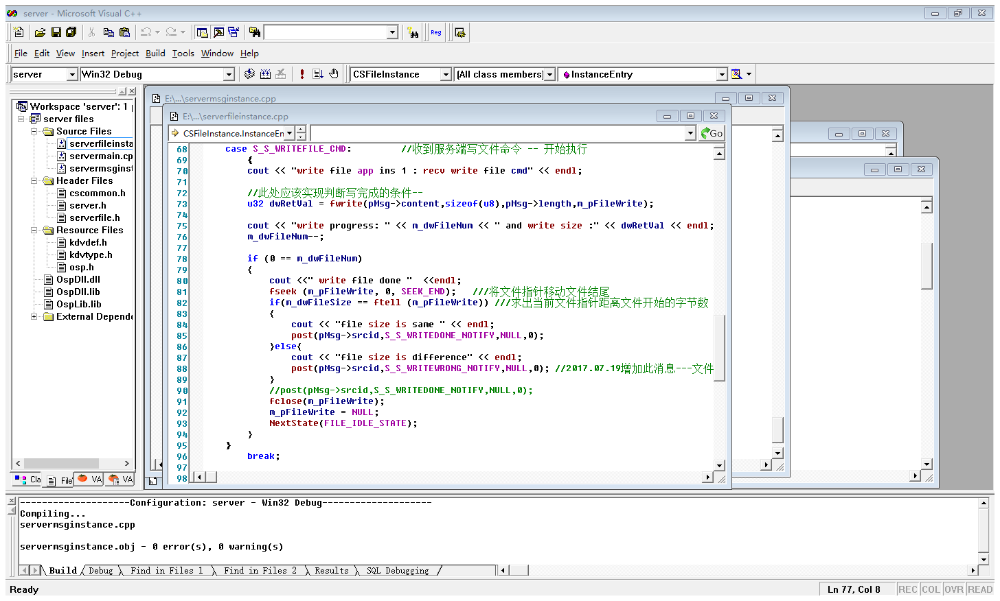 server - Microsoft Visual C++
Reg
File Edit View Insert Project Build Tools Window Help
server Win32 Debug CSFileInstance [All class members] InstanceEntry
Workspace 'server': 1
server files
Source Files
serverfileinsta
servermain.cp
servermsginst
Header Files
cscommon.h
server.h
serverfile.h
Resource Files
kdvdef.h
kdvtype.h
osp.h
OspDll.dll
OspDll.lib
OspLib.lib
External Depende
Cla File VA VA
E:\...\servermsginstance.cpp
E:\...\serverfileinstance.cpp
CSFileInstance.InstanceEn Go
68 case S_S_WRITEFILE_CMD: //收到服务端写文件命令 -- 开始执行
69 {
70 cout << "write file app ins 1 : recv write file cmd"<< endl;
71
72 //此处应该实现判断写完成的条件--
73 u32 dwRetVal = fwrite(pMsg->content,sizeof(u8),pMsg->length,m_pFileWrite);
74
75 cout << "write progress: " << m_dwFileNum << " and write size :" << dwRetVal << endl;
76 m_dwFileNum--;
77
78 if (0 == m_dwFileNum)
79 {
80 cout <<" write file done " <<endl;
81 fseek (m_pFileWrite, 0, SEEK_END); ///将文件指针移动文件结尾
82 if(m_dwFileSize == ftell (m_pFileWrite)) ///求出当前文件指针距离文件开始的字节数
83 {
84 cout << "file size is same " << endl;
85 post(pMsg->srcid,S_S_WRITEDONE_NOTIFY,NULL,0);
86 }else{
87 cout << "file size is difference" << endl;
88 post(pMsg->srcid,S_S_WRITEWRONG_NOTIFY,NULL,0); //2017.07.19增加此消息---文件
89 }
90 //post(pMsg->srcid,S_S_WRITEDONE_NOTIFY,NULL,0);
91 fclose(m_pFileWrite);
92 m_pFileWrite = NULL;
93 NextState(FILE_IDLE_STATE);
94 }
95 }
96 break;
97
98
--------------------Configuration: server - Win32 Debug--------------------
Compiling...
servermsginstance.cpp
servermsginstance.obj - 0 error(s), 0 warning(s)
Build Debug Find in Files 1 Find in Files 2 Results SQL Debugging
Ready Ln 77, Col 8 REC COL OVR READ